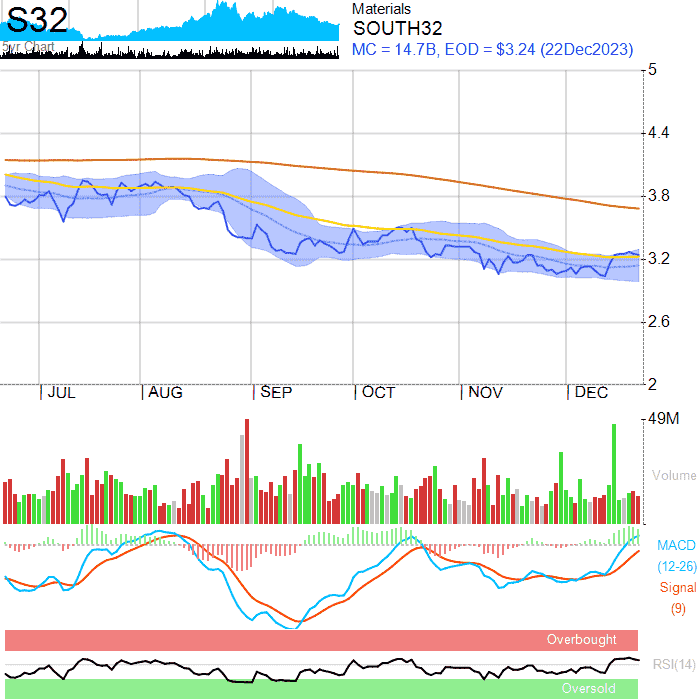 S32
5yr Chart
Materials
SOUTH32
MC = 14.7B, EOD = $3.24 (22Dec2023)
5
4.4
3.8
3.2
2.6
2
JUL AUG SEP OCT NOV DEC
49M
Volume
MACD
(12-26)
Signal
(9)
Overbought
RSI(14)
Oversold